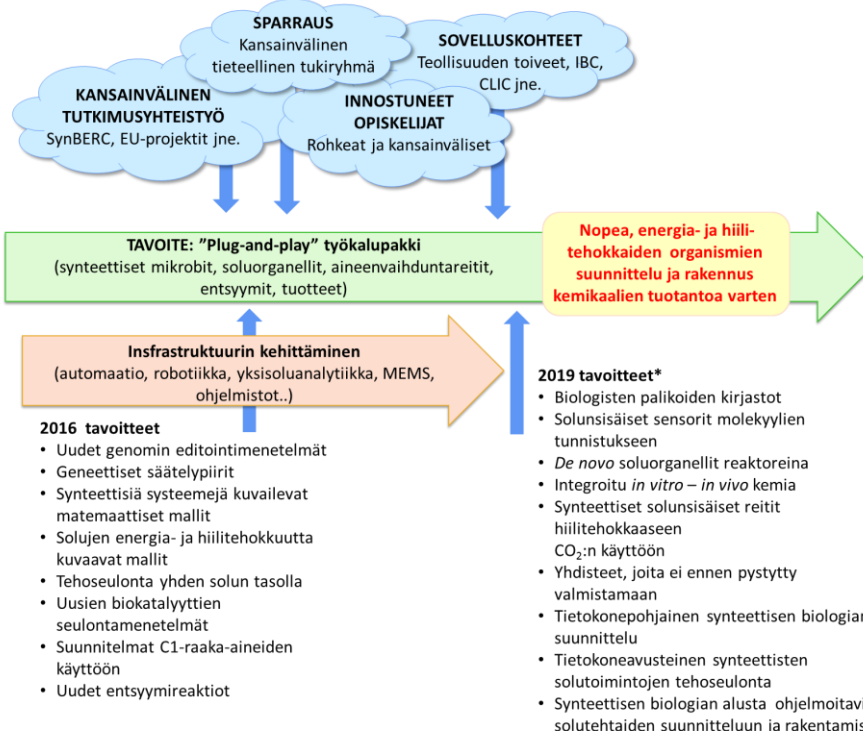 SPARRAUS
Kansainvälinen
tieteellinen tukiryhmä
SOVELLUSKOHTEET
Teollisuuden toiveet, IBC,
CLIC jne.
KANSAINVÄLINEN
TUTKIMUSYHTEISTYÖ
SynBERC, EU-projektit jne.
INNOSTUNEET
OPISKELIJAT
Rohkeat ja kansainväliset
TAVOITE: ”Plug-and-play” työkalupakki
(synteettiset mikrobit, soluorganellit, aineenvaihduntareitit,
entsyymit, tuotteet)
Nopea, energia- ja hiili-
tehokkaiden organismien
suunnittelu ja rakennus
kemikaalien tuotantoa varten
Insfrastruktuurin kehittäminen
(automaatio, robotiikka, yksisoluanalytiikka, MEMS,
ohjelmistot..)
2016 tavoitteet
• Uudet genomin editointimenetelmät
• Geneettiset säätelypiirit
• Synteettisiä systeemejä kuvailevat
matemaattiset mallit
• Solujen energia- ja hiilitehokkuutta
kuvaavat mallit
• Tehoseulonta yhden solun tasolla
• Uusien biokatalyyttien
seulontamenetelmät
• Suunnitelmat C1-raaka-aineiden
käyttöön
• Uudet entsyymireaktiot
2019 tavoitteet*
• Biologisten palikoiden kirjastot
• Solunsisäiset sensorit molekyylien
tunnistukseen
• De novo soluorganellit reaktoreina
• Integroitu in vitro – in vivo kemia
• Synteettiset solunsisäiset reitit
hiilitehokkaaseen
CO₂:n käyttöön
• Yhdisteet, joita ei ennen pystytty
valmistamaan
• Tietokonepohjainen synteettisen biologian
suunnittelu
• Tietokoneavusteinen synteettisten
solutoimintojen tehoseulonta
• Synteettisen biologian alusta
solutehtaiden suunnitteluun ja